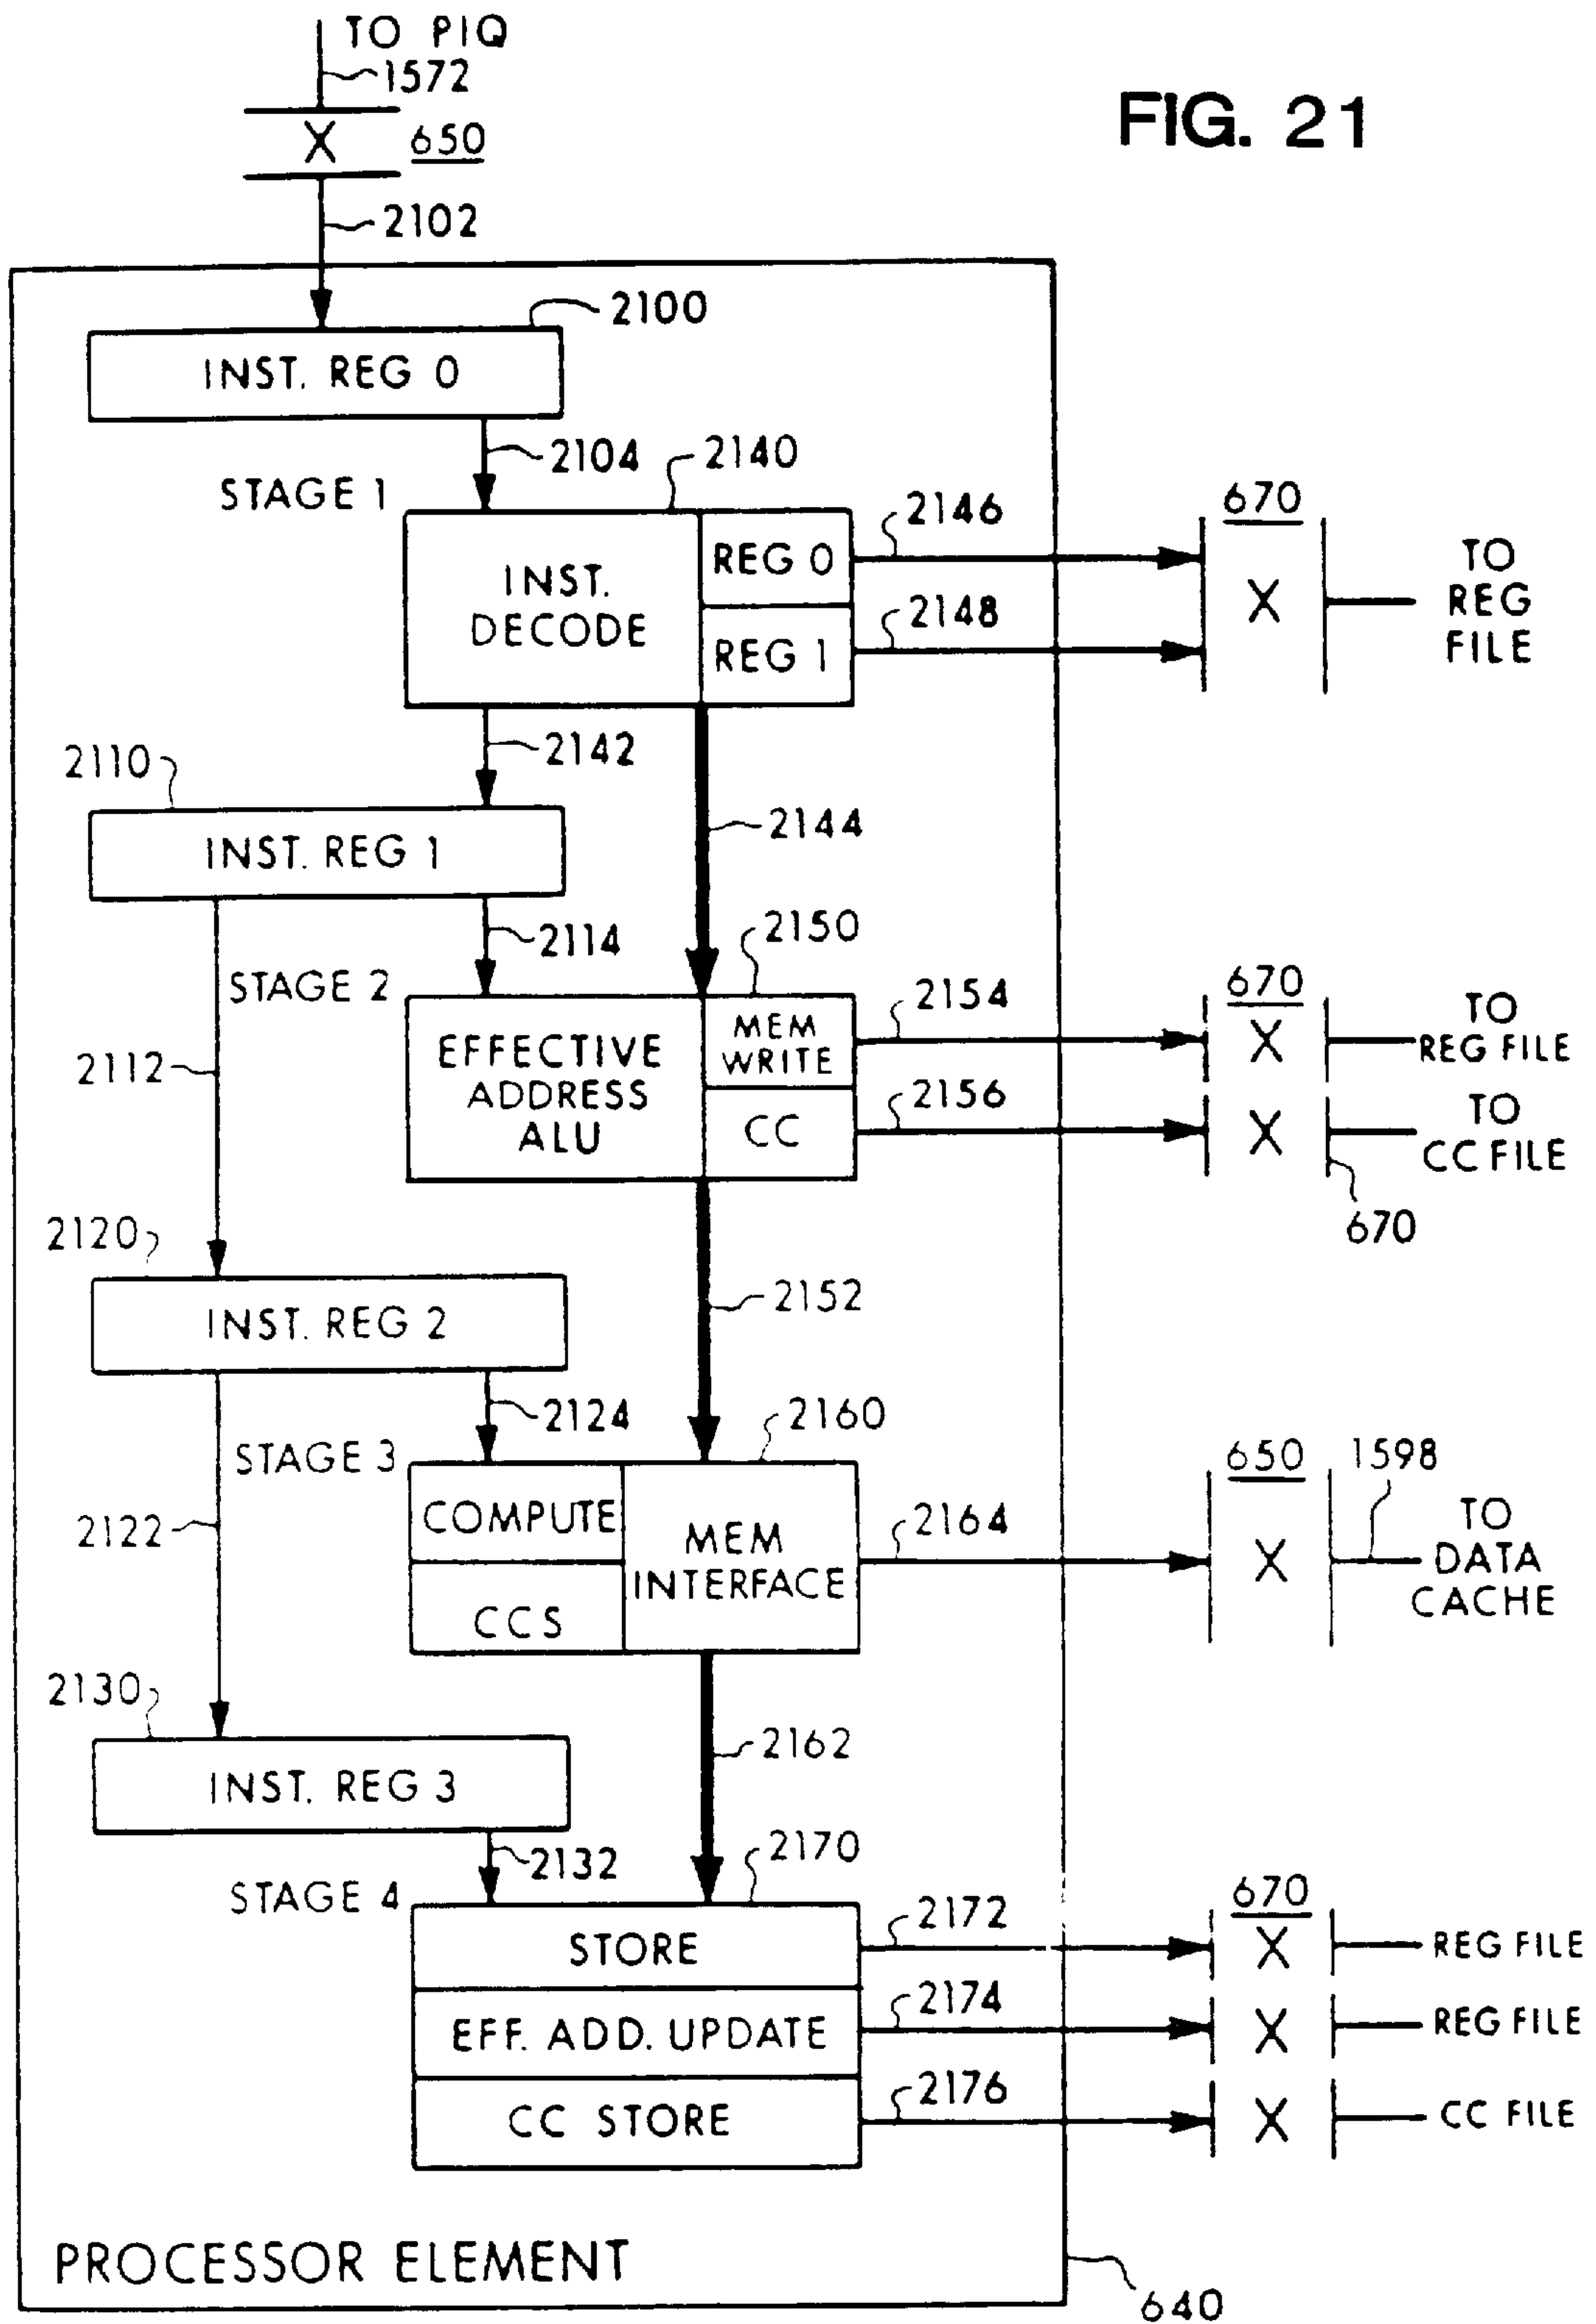 TO PIQ
1572
FIG. 21
X 650
2102
2100
INST. REG 0
2104
2140
STAGE 1
2146
670
REG 0
INST.
DECODE
X
TO
REG
FILE
2148
REG 1
2142
2110
2144
INST. REG 1
2114
2150
STAGE 2
2154
670
MEM
WRITE
X
TO
REG FILE
EFFECTIVE
ADDRESS
ALU
2112
2156
CC
X
TO
CC FILE
670
2120
2152
INST. REG 2
2124
2160
STAGE 3
650
1598
COMPUTE
2164
MEM
INTERFACE
X
TO
DATA
CACHE
2122
CCS
2130
2162
INST. REG 3
2132
2170
STAGE 4
670
2172
STORE
X
REG FILE
2174
EFF. ADD. UPDATE
X
REG FILE
2176
CC STORE
X
CC FILE
PROCESSOR ELEMENT
640